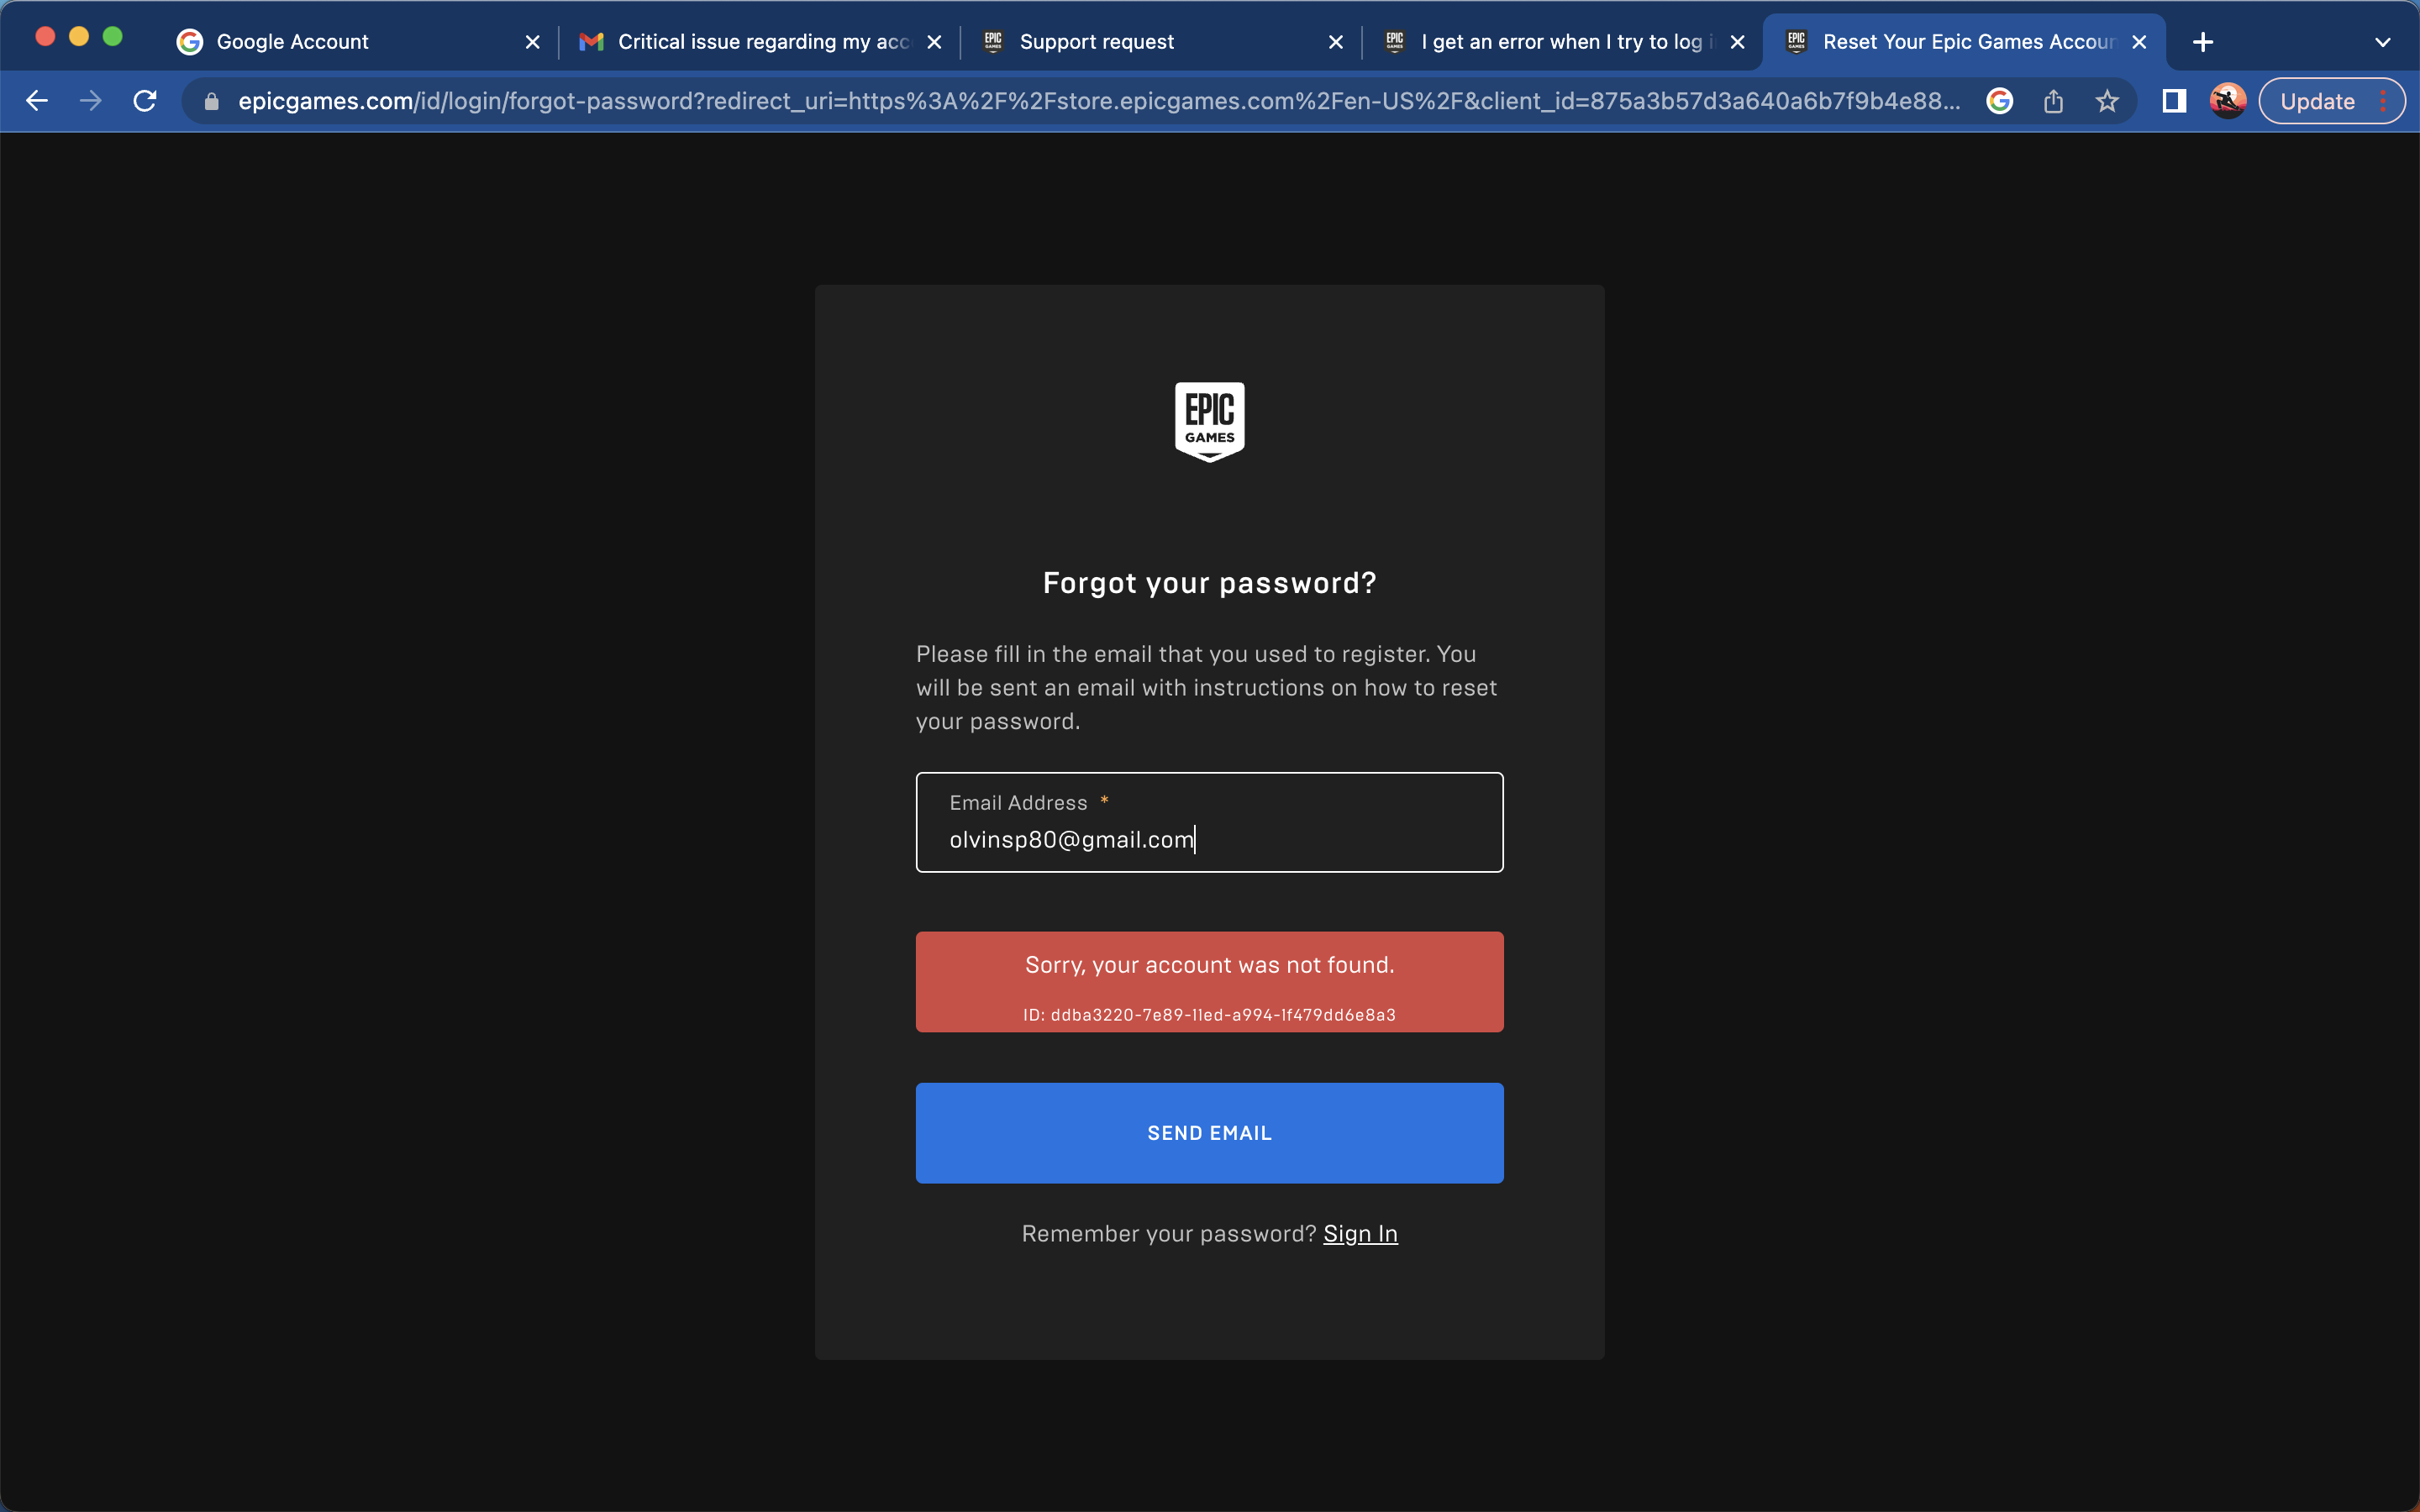 Google Account
Critical issue regarding my acc
Support request
I get an error when I try to log i
Reset Your Epic Games Accoun
epicgames.com/id/login/forgot-password?redirect_uri=https%3A%2F%2Fstore.epicgames.com%2Fen-US%2F&client_id=875a3b57d3a640a6b7f9b4e88...
Update
EPIC
GAMES
Forgot your password?
Please fill in the email that you used to register. You
will be sent an email with instructions on how to reset
your password.
Email Address *
olvinsp80@gmail.com
Sorry, your account was not found.
ID: ddba3220-7e89-11ed-a994-1f479dd6e8a3
SEND EMAIL
Remember your password? Sign In